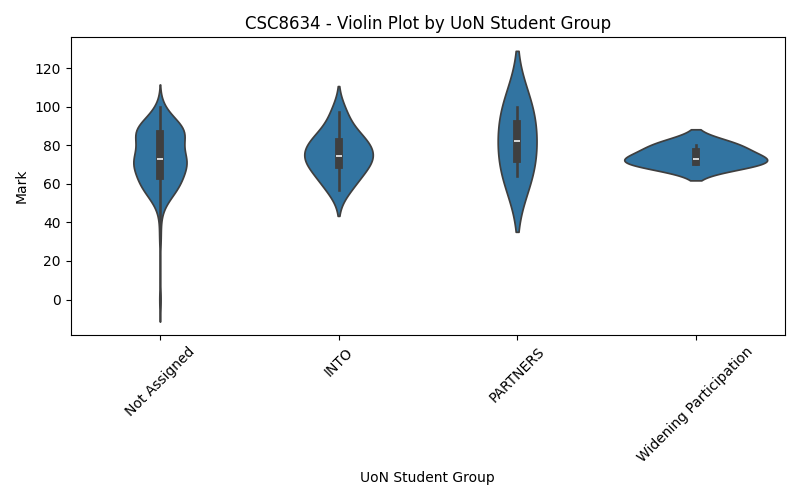 CSC8634 - Violin Plot by UoN Student Group
Mark
120
100
80
60
40
20
0
Not Assigned
INTO
PARTNERS
Widening Participation
UoN Student Group